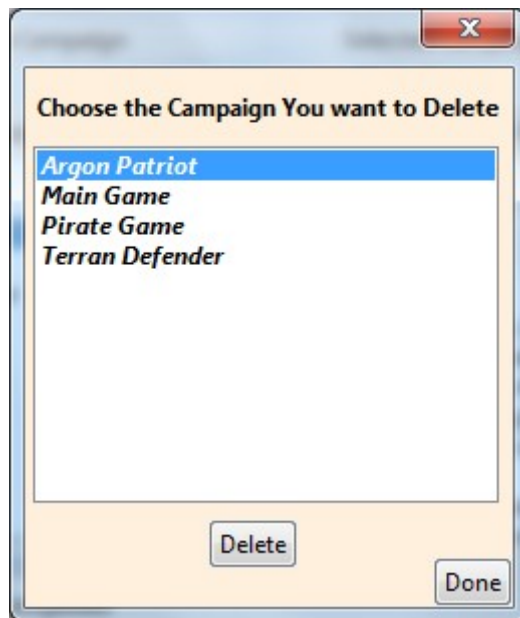 Choose the Campaign You want to Delete
Argon Patriot
Main Game
Pirate Game
Terran Defender
Delete
Done